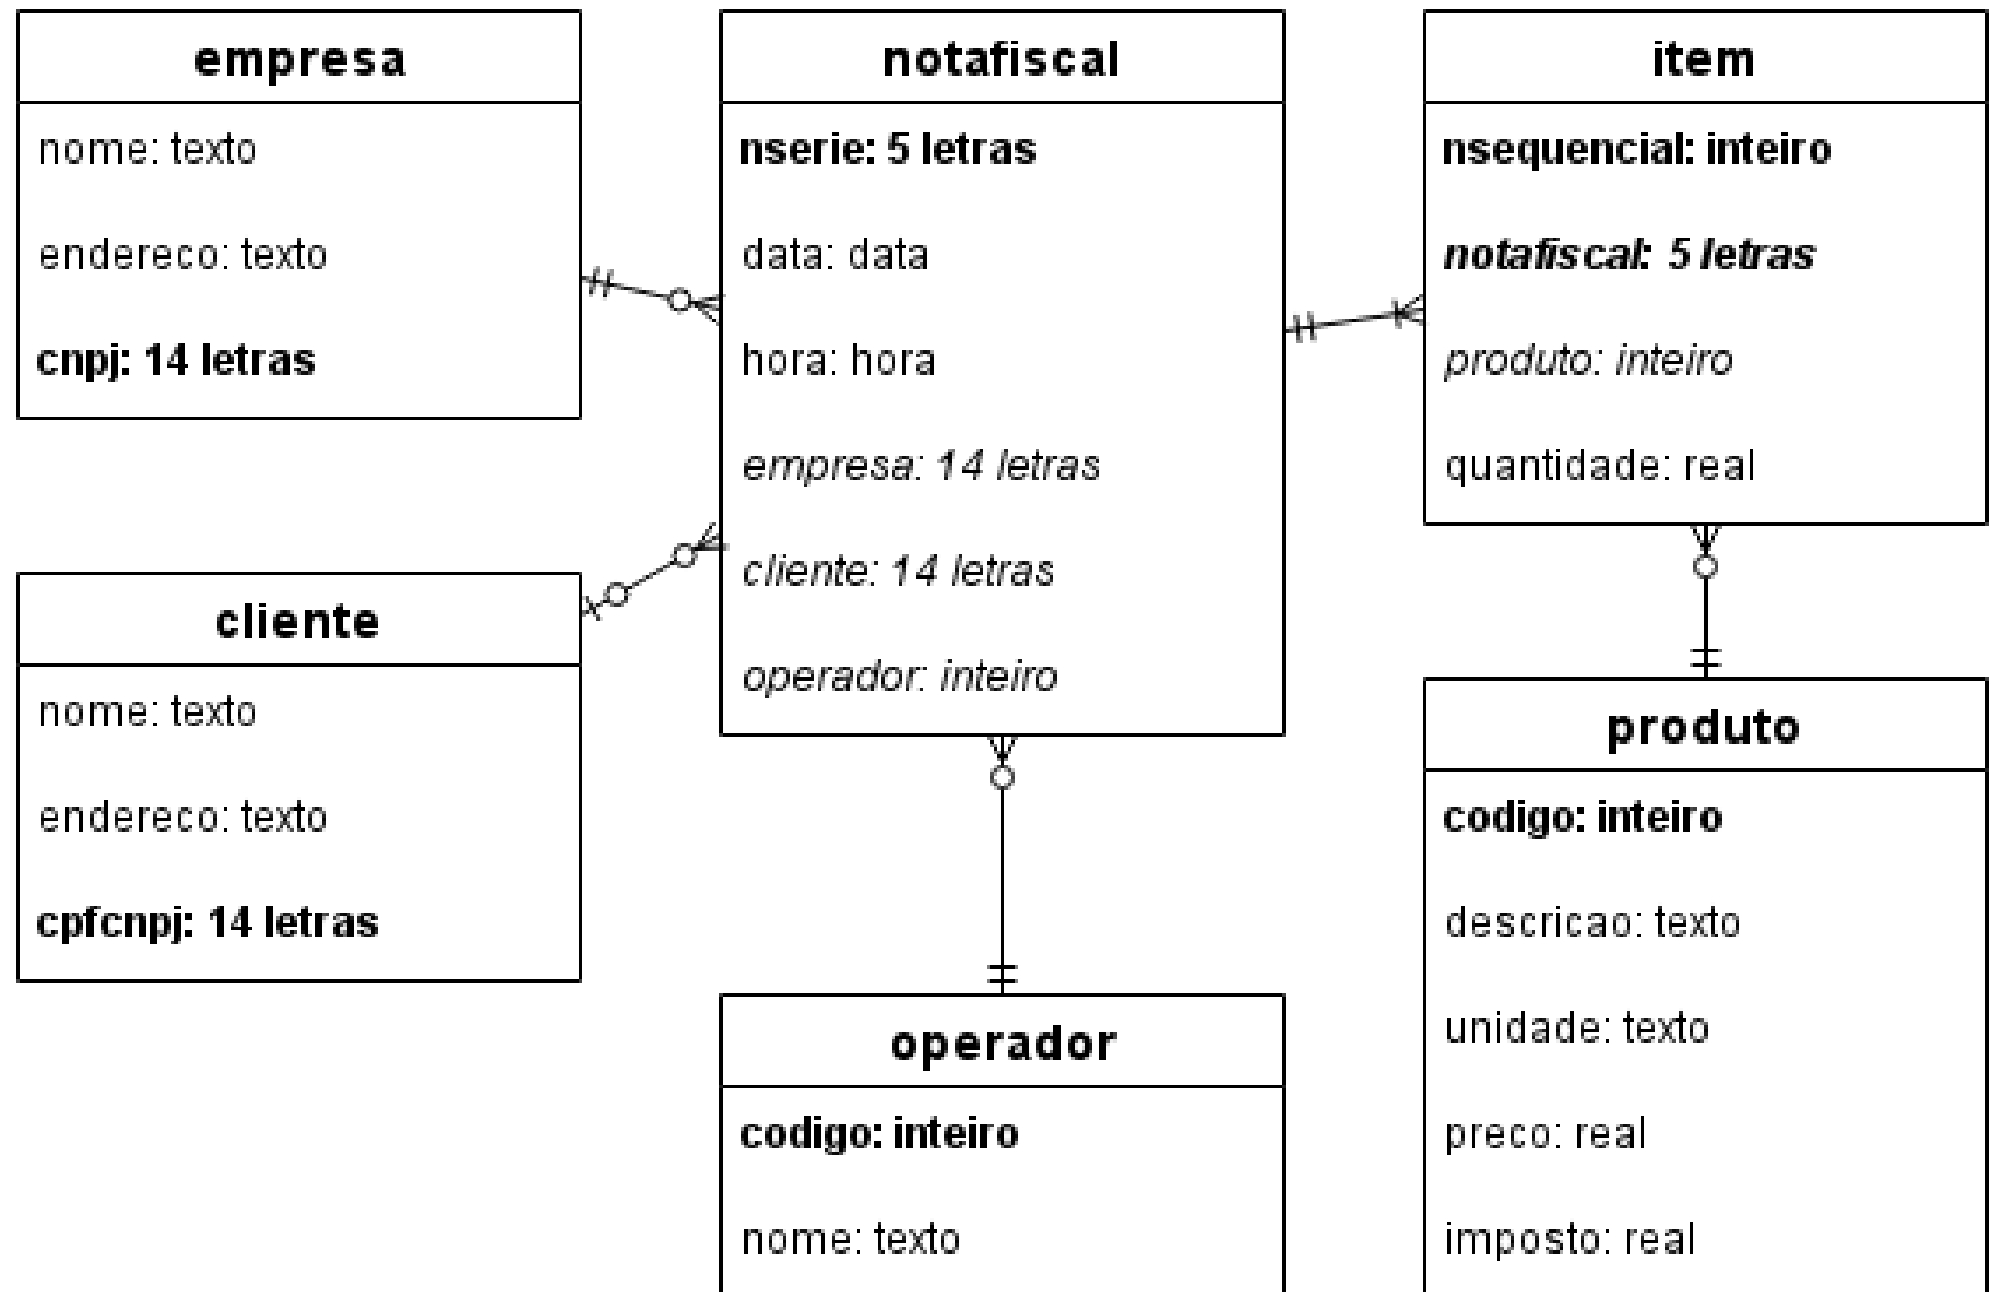 empresa
nome: texto
endereco: texto
cnpj: 14 letras
cliente
nome: texto
endereco: texto
cpfcnpj: 14 letras
notafiscal
nserie: 5 letras
data: data
hora: hora
empresa: 14 letras
cliente: 14 letras
operador: inteiro
operador
codigo: inteiro
nome: texto
item
nsequencial: inteiro
notafiscal: 5 letras
produto: inteiro
quantidade: real
produto
codigo: inteiro
descricao: texto
unidade: texto
preco: real
imposto: real